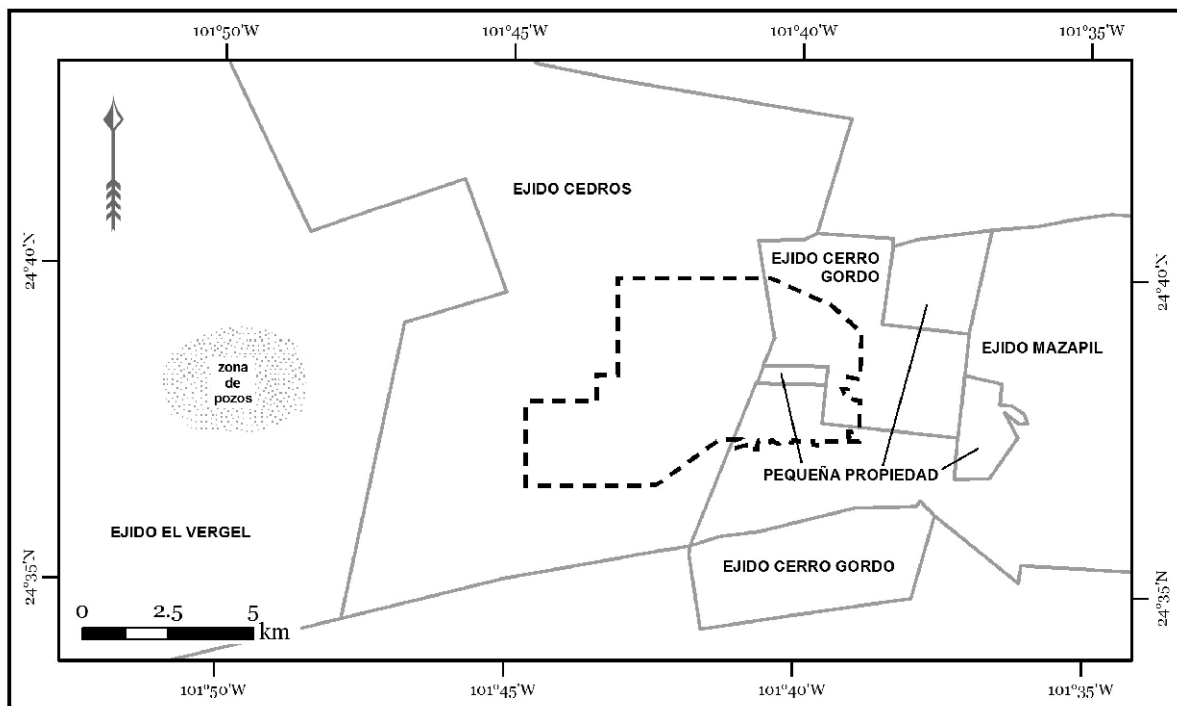 101°50'W 101°45'W 101°40'W 101°35'W
EJIDO CEDROS
EJIDO CERRO
GORDO
24°40'N
24°40'N
EJIDO MAZAPIL
zona
de
pozos
PEQUEÑA PROPIEDAD
EJIDO EL VERGEL
EJIDO CERRO GORDO
24°35'N
24°35'N
0 2.5 5
km
101°50'W 101°45'W 101°40'W 101°35'W